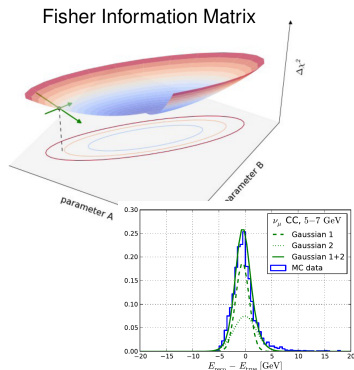 Fisher Information Matrix
Δχ²
parameter A
parameter B
ν_μ CC, 5−7 GeV
Gaussian 1
Gaussian 2
Gaussian 1+2
MC data
0.30
0.25
0.20
0.15
0.10
0.05
0.00
−20 −15 −10 −5 0 5 10 15 20
E_reco − E_true [GeV]